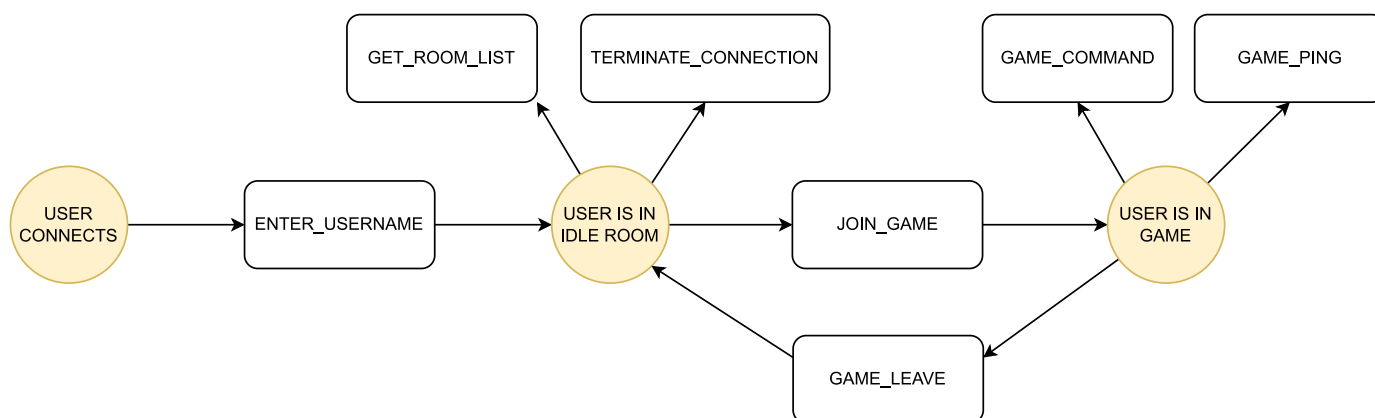 GET_ROOM_LIST
TERMINATE_CONNECTION
GAME_COMMAND
GAME_PING
USER
CONNECTS
ENTER_USERNAME
USER IS IN
IDLE ROOM
JOIN_GAME
USER IS IN
GAME
GAME_LEAVE